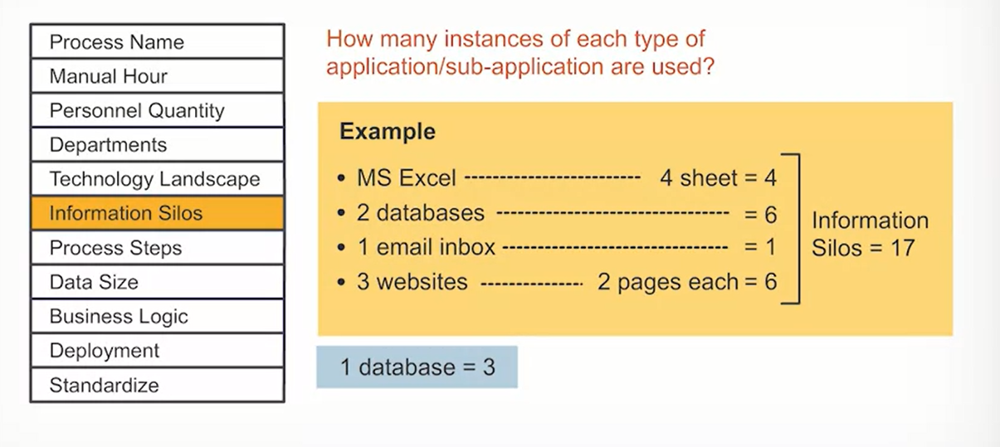 Process Name
Manual Hour
Personnel Quantity
Departments
Technology Landscape
Information Silos
Process Steps
Data Size
Business Logic
Deployment
Standardize
How many instances of each type of
application/sub-application are used?
Example
• MS Excel ------------------------- 4 sheet = 4
• 2 databases --------------------------------- = 6
• 1 email inbox -------------------------------- = 1
• 3 websites --------------- 2 pages each = 6
Information
Silos = 17
1 database = 3